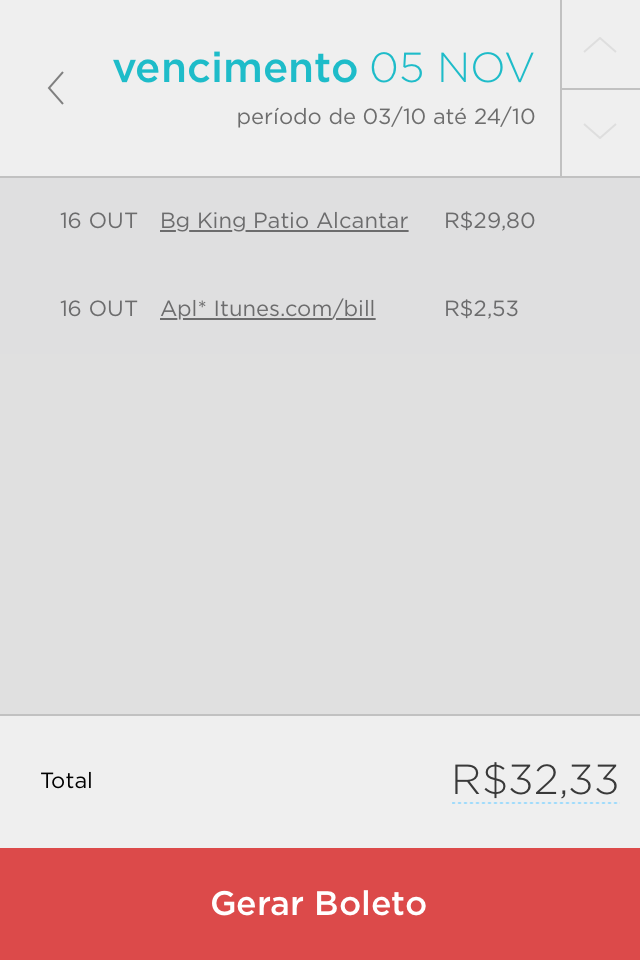 vencimento 05 NOV
período de 03/10 até 24/10
16 OUT Bg King Patio Alcantar R$29,80
16 OUT Apl* Itunes.com/bill R$2,53
Total R$32,33
Gerar Boleto